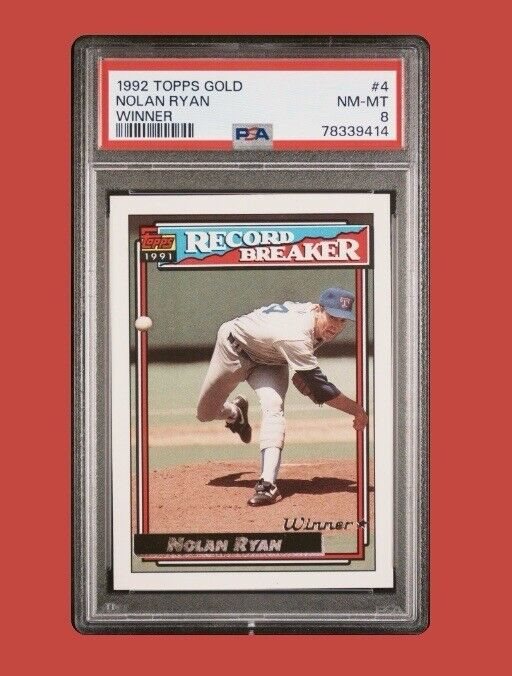 1992 TOPPS GOLD #4
NOLAN RYAN NM-MT
WINNER 8
PSA 78339414
Topps RECORD
1991 BREAKER
T
Winner
NOLAN RYAN
PSA